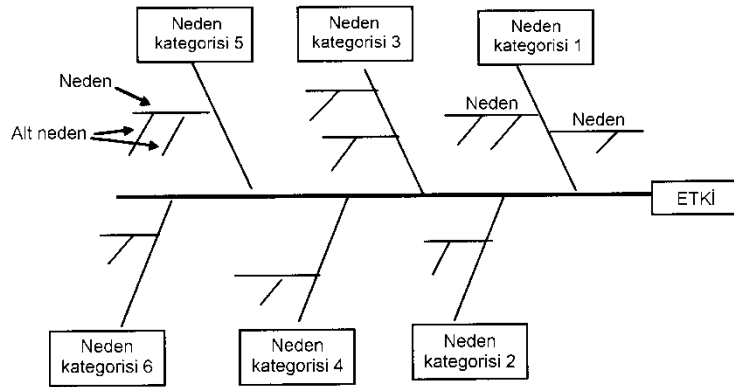 Neden
kategorisi 5
Neden
kategorisi 3
Neden
kategorisi 1
Neden
Alt neden
Neden
Neden
ETKİ
Neden
kategorisi 6
Neden
kategorisi 4
Neden
kategorisi 2